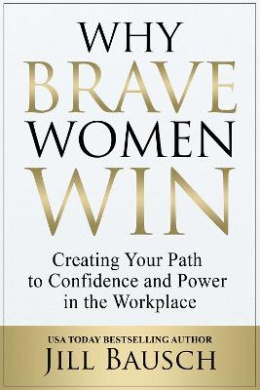 WHY
BRAVE
WOMEN
WIN
Creating Your Path
to Confidence and Power
in the Workplace
USA TODAY BESTSELLING AUTHOR
JILL BAUSCH